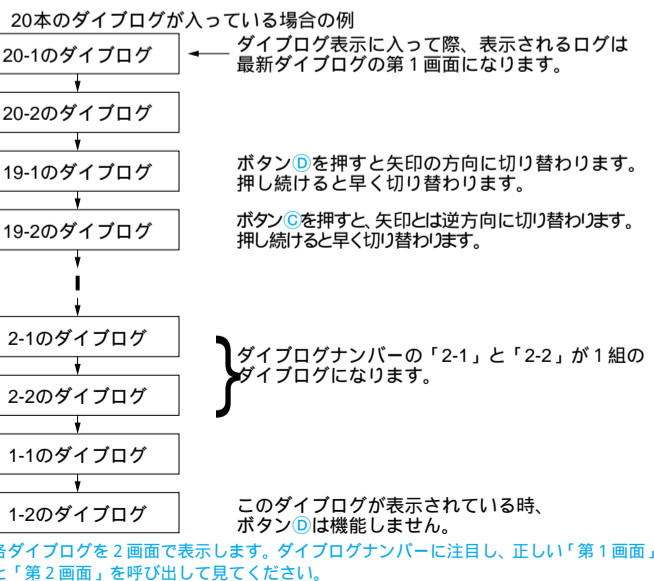 20本のダイブログが入っている場合の例
20-1のダイブログ
ダイブログ表示に入って際、表示されるログは
最新ダイブログの第1画面になります。
20-2のダイブログ
19-1のダイブログ
ボタンⒹを押すと矢印の方向に切り替わります。
押し続けると早く切り替わります。
19-2のダイブログ
ボタンⒸを押すと、矢印とは逆方向に切り替わります。
押し続けると早く切り替わります。
2-1のダイブログ
2-2のダイブログ
ダイブログナンバーの「2-1」と「2-2」が1組の
ダイブログになります。
1-1のダイブログ
1-2のダイブログ
このダイブログが表示されている時、
ボタンⒹは機能しません。
各ダイブログを2画面で表示します。ダイブログナンバーに注目し、正しい「第1画面」
と「第2画面」を呼び出して見てください。